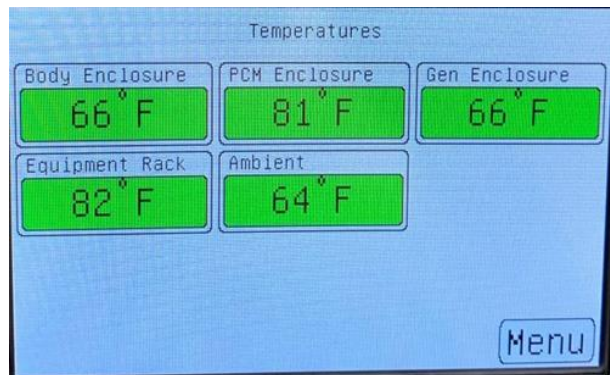 Temperatures
Body Enclosure
66°F
PCM Enclosure
81°F
Gen Enclosure
66°F
Equipment Rack
82°F
Ambient
64°F
Menu